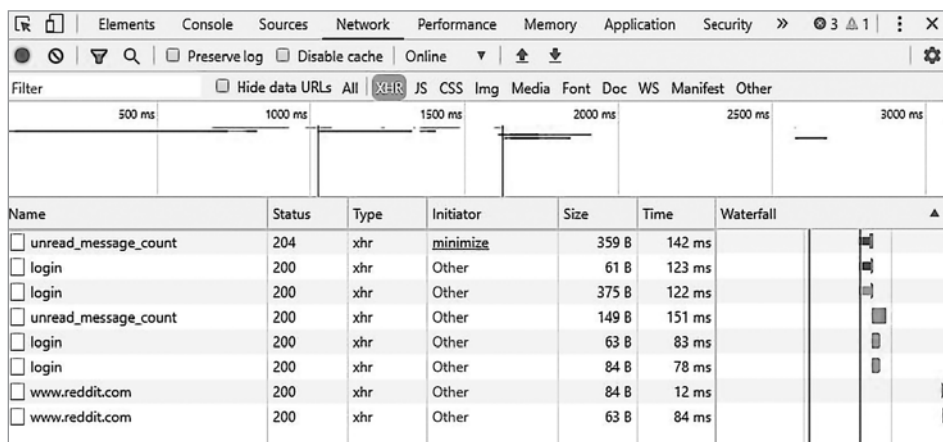 Elements Console Sources Network Performance Memory Application Security » 3 1
Preserve log Disable cache Online
Filter Hide data URLs All XHR JS CSS Img Media Font Doc WS Manifest Other
500 ms 1000 ms 1500 ms 2000 ms 2500 ms 3000 ms
Name Status Type Initiator Size Time Waterfall
unread_message_count 204 xhr minimize 359 B 142 ms
login 200 xhr Other 61 B 123 ms
login 200 xhr Other 375 B 122 ms
unread_message_count 200 xhr Other 149 B 151 ms
login 200 xhr Other 63 B 83 ms
login 200 xhr Other 84 B 78 ms
www.reddit.com 200 xhr Other 84 B 12 ms
www.reddit.com 200 xhr Other 63 B 84 ms